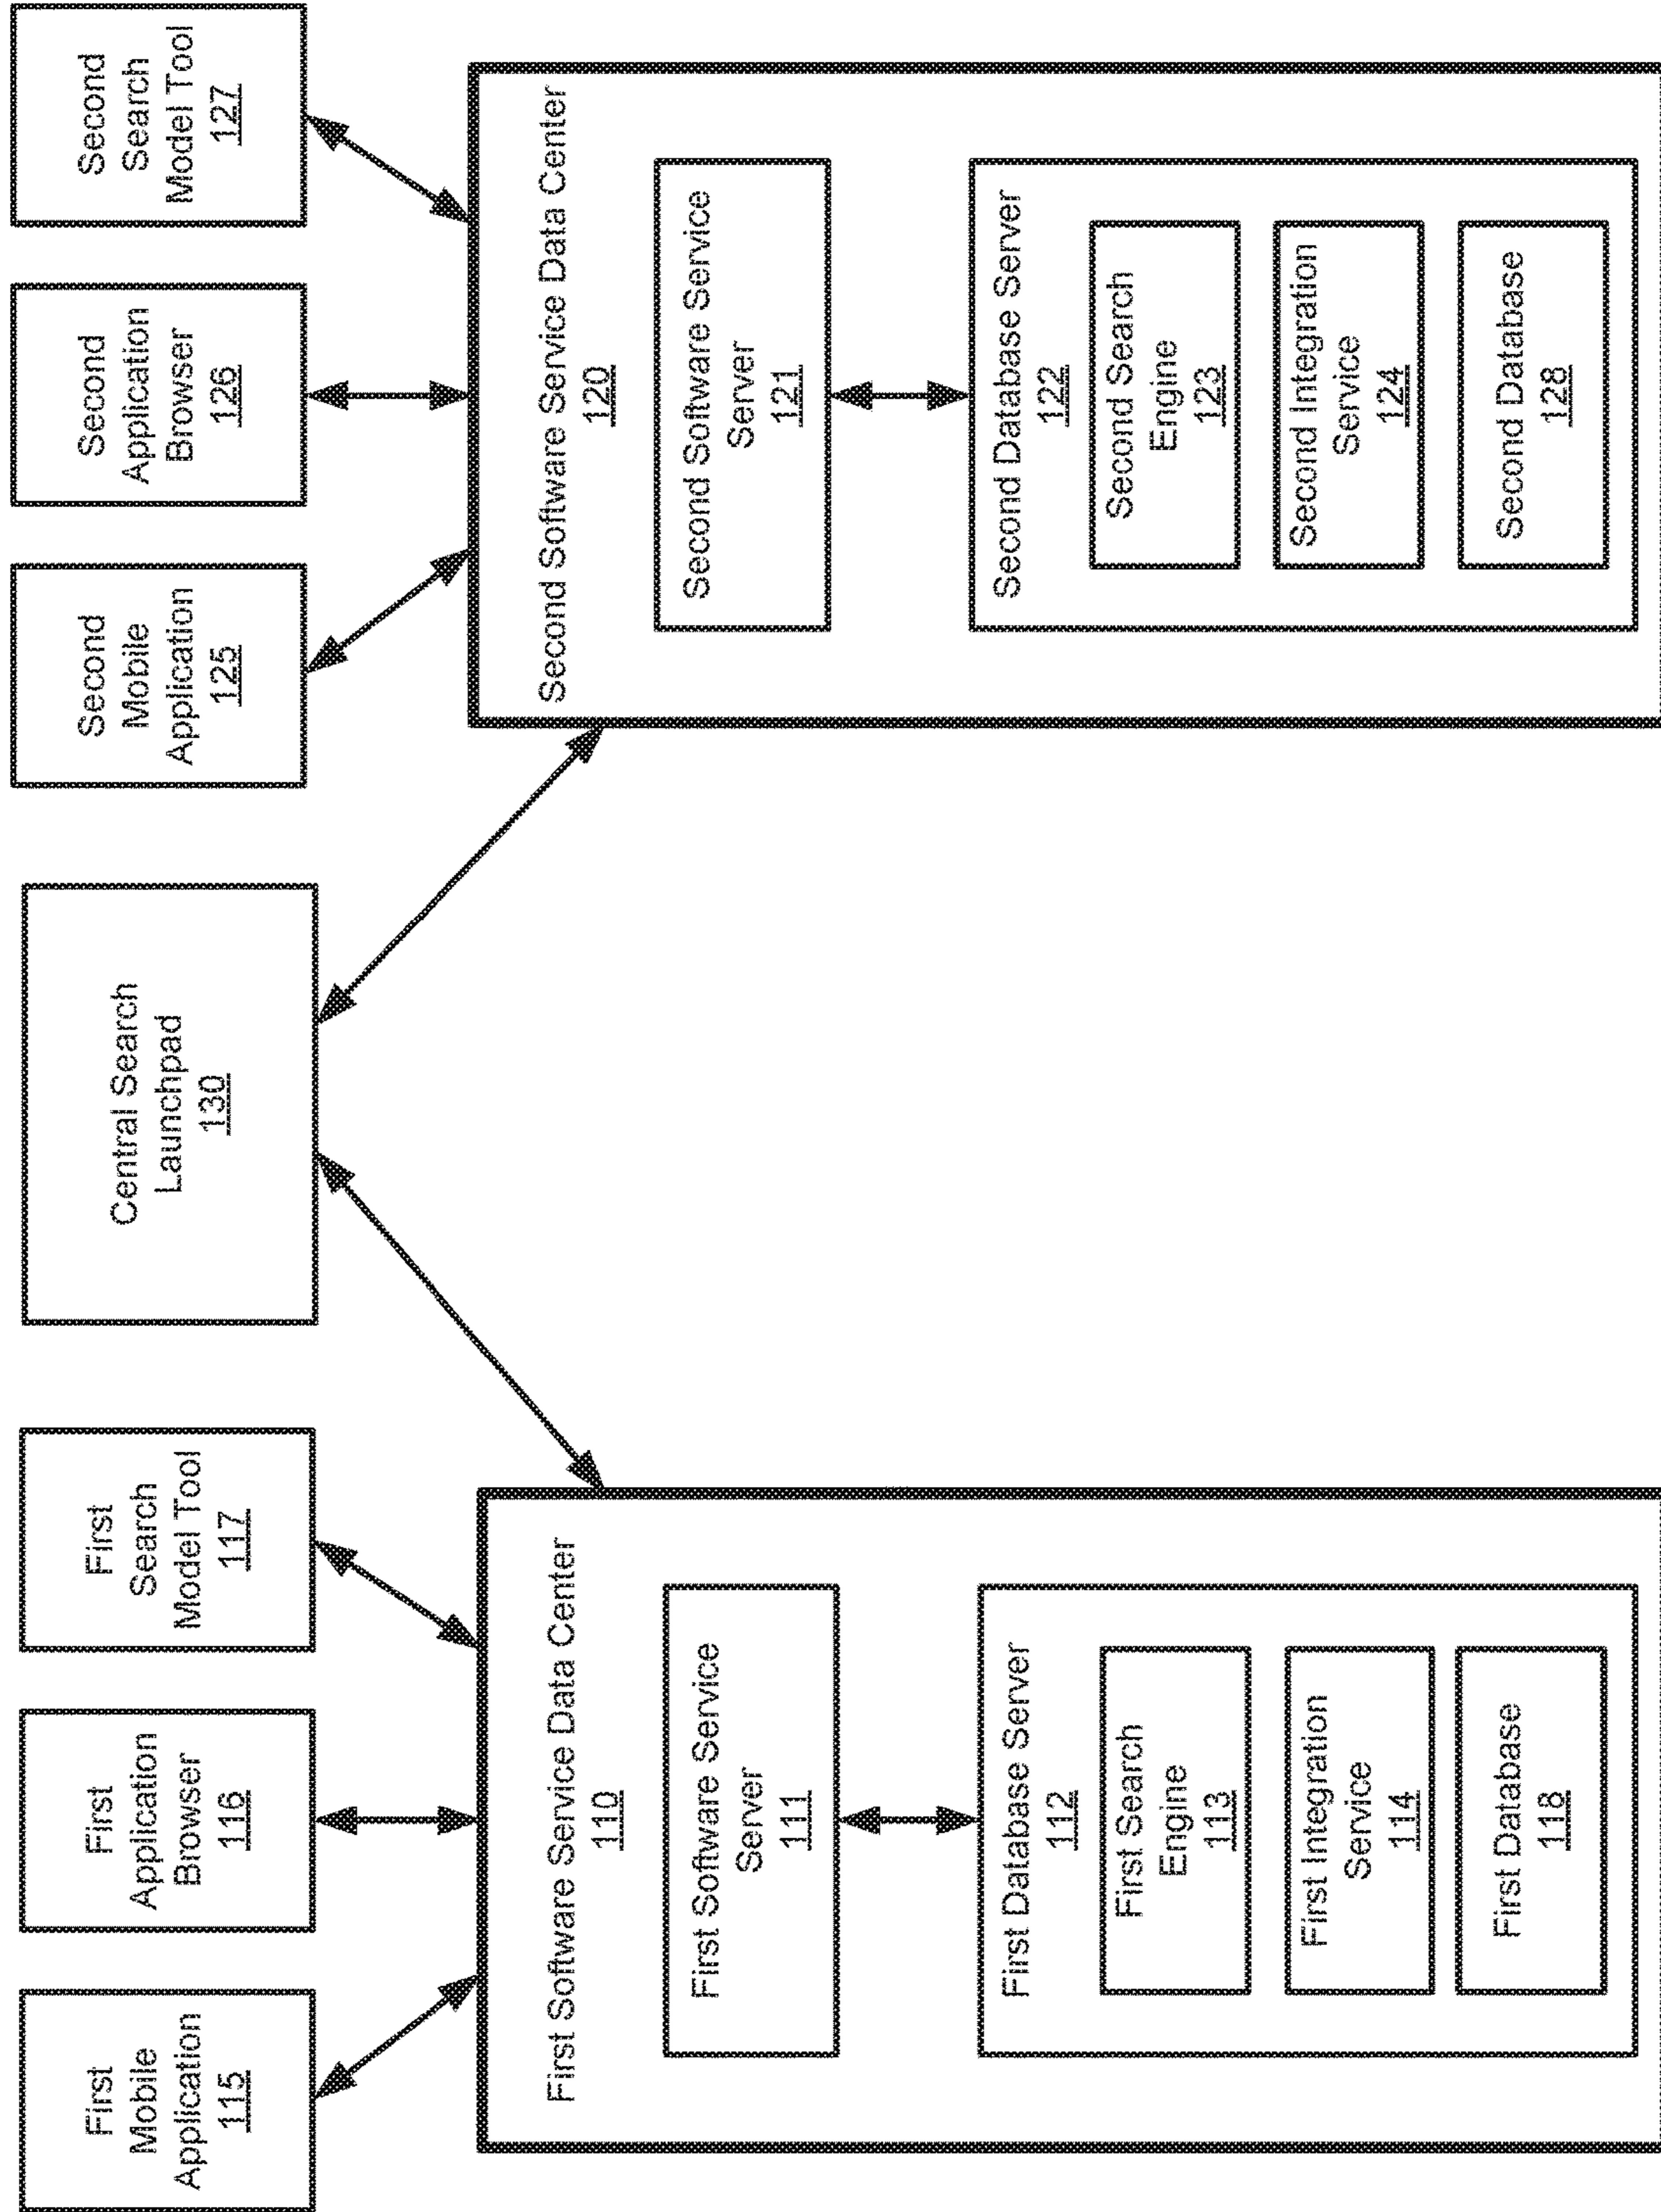 First
Mobile
Application
115
First
Application
Browser
116
First
Search
Model Tool
117
Central Search
Launchpad
130
Second
Mobile
Application
125
Second
Application
Browser
126
Second
Search
Model Tool
127
First Software Service Data Center
110
First Software Service
Server
111
First Database Server
112
First Search
Engine
113
First Integration
Service
114
First Database
118
Second Software Service Data Center
120
Second Software Service
Server
121
Second Database Server
122
Second Search
Engine
123
Second Integration
Service
124
Second Database
128